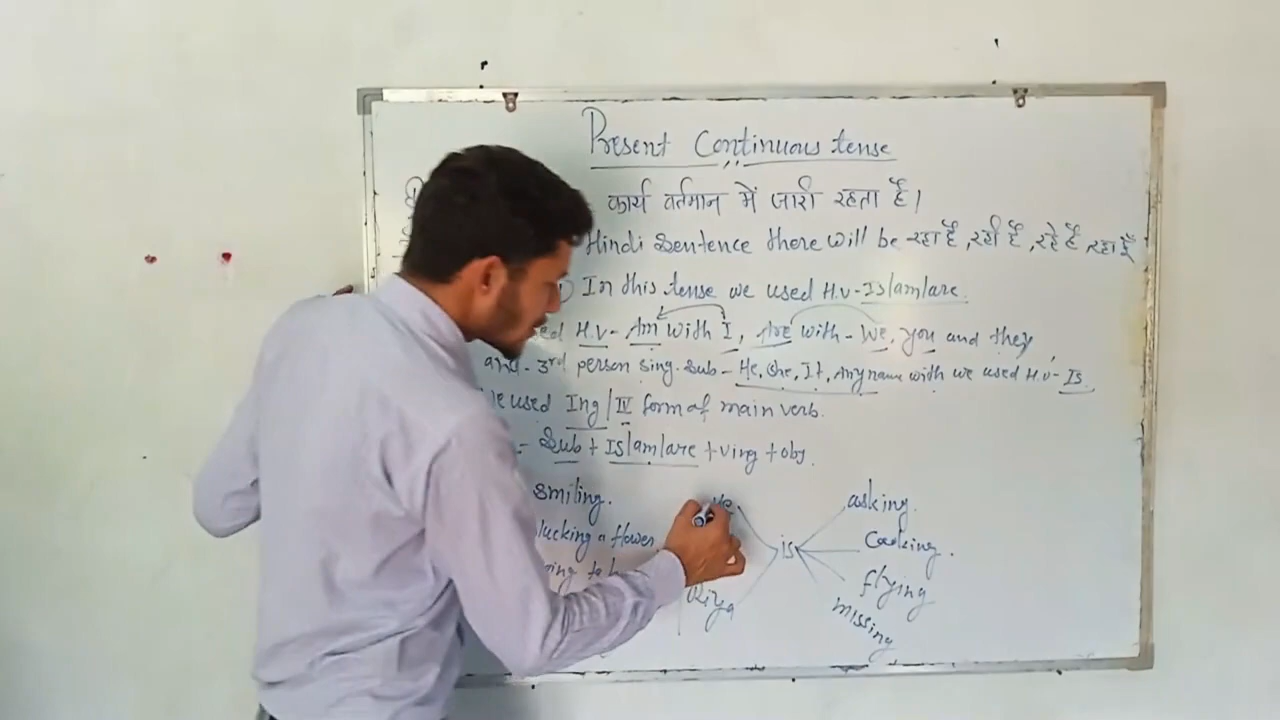 Present Continuous tense
कार्य वर्तमान में जारी रहता है।
Hindi Sentence there will be रहा है, रही है, रहे हैं, रहा हूँ
In this tense we used H.V-Is/am/are.
H.V- Am with I, Are with - We, you and they,
and - 3rd person sing. sub - He, She, It, Any name with we used H.V- Is.
used Ing/IV form of main verb.
= Sub + Is/am/are + ving + obj.
smiling.
asking.
a flower
is
Cooking.
flying
Riya
missing